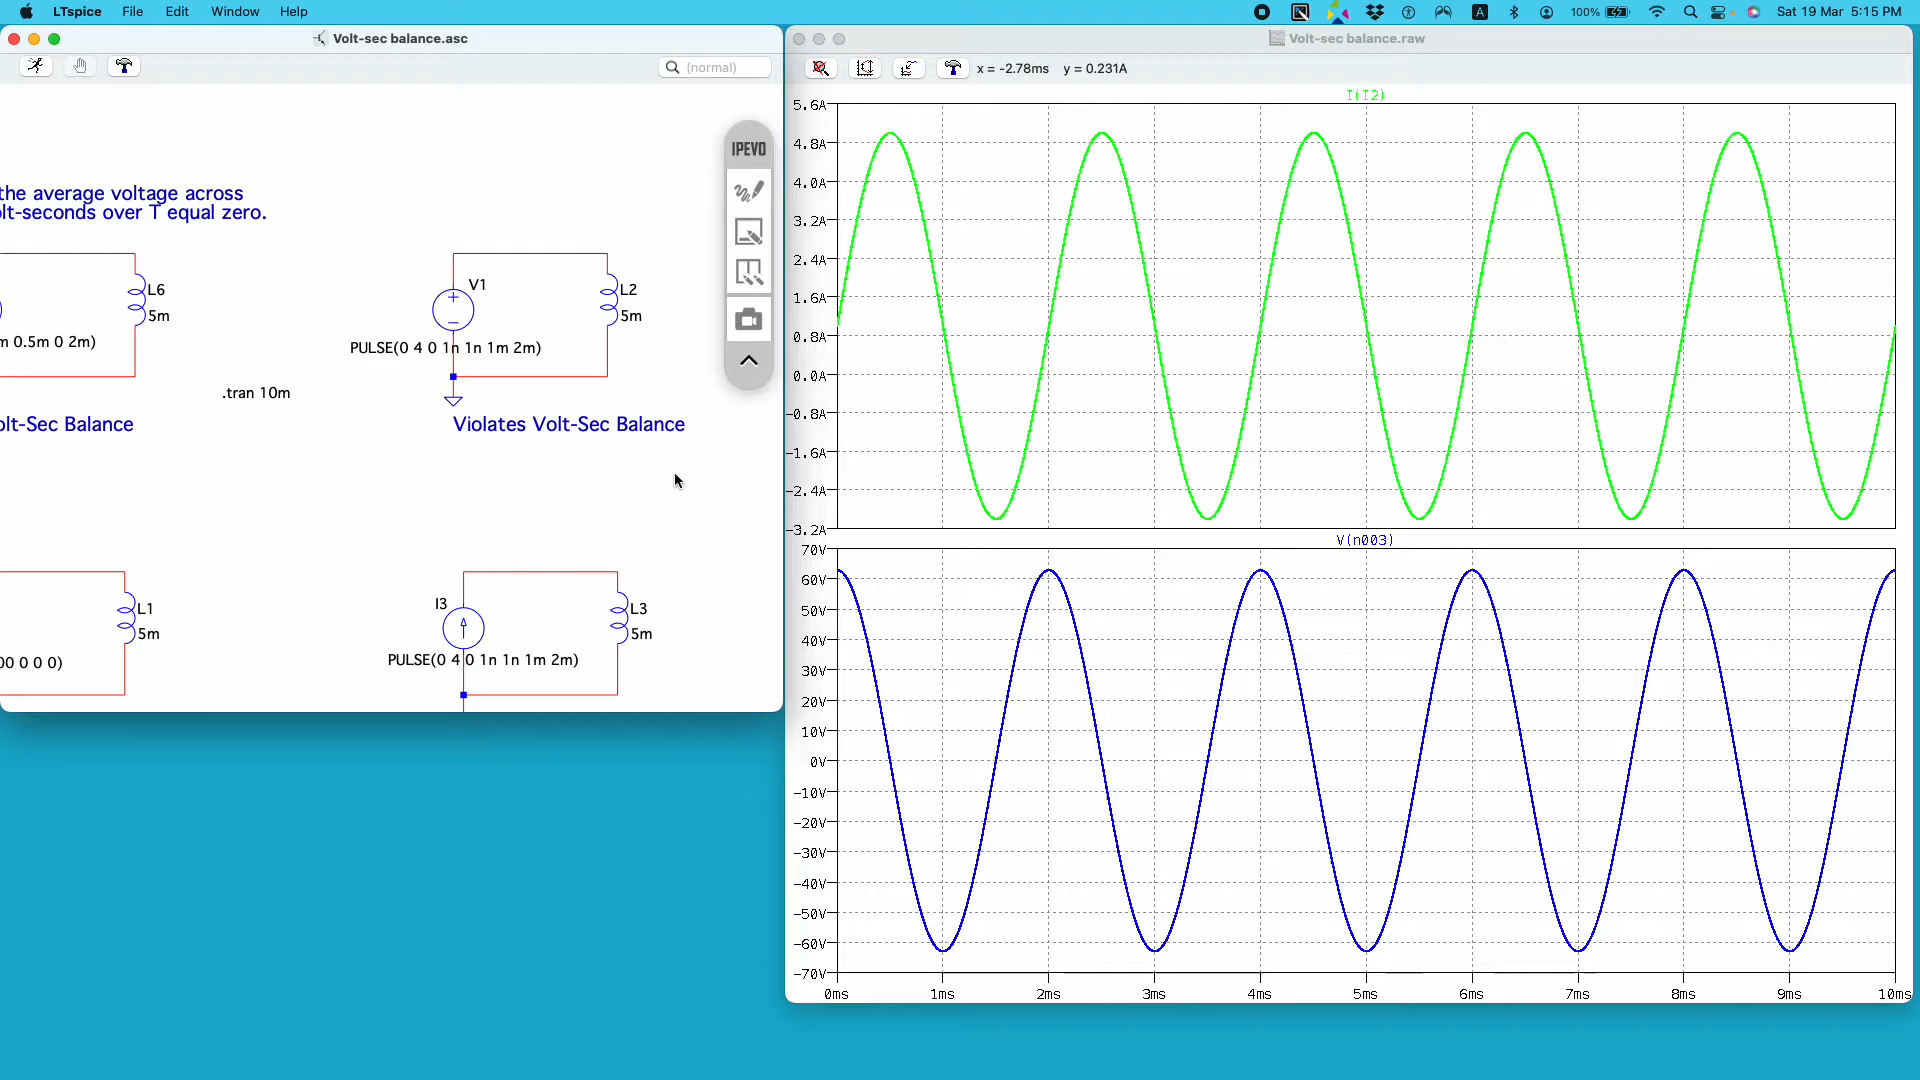 LTspice File Edit Window Help
A 100% Sat 19 Mar 5:15 PM
Volt-sec balance.asc
(normal)
the average voltage across
lt-seconds over T equal zero.
L6
5m
m 0.5m 0 2m)
.tran 10m
V1
L2
5m
PULSE(0 4 0 1n 1n 1m 2m)
olt-Sec Balance
Violates Volt-Sec Balance
L1
5m
00 0 0 0)
I3
L3
5m
PULSE(0 4 0 1n 1n 1m 2m)
IPEVO
Volt-sec balance.raw
x = -2.78ms y = 0.231A
I(I2)
5.6A
4.8A
4.0A
3.2A
2.4A
1.6A
0.8A
0.0A
-0.8A
-1.6A
-2.4A
-3.2A
V(n003)
70V
60V
50V
40V
30V
20V
10V
0V
-10V
-20V
-30V
-40V
-50V
-60V
-70V
0ms 1ms 2ms 3ms 4ms 5ms 6ms 7ms 8ms 9ms 10ms